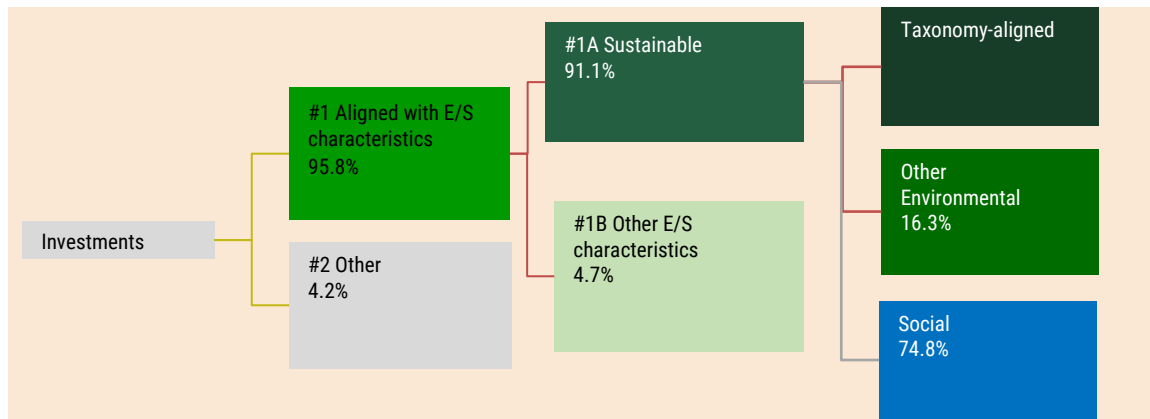 Investments
#1 Aligned with E/S
characteristics
95.8%
#2 Other
4.2%
#1A Sustainable
91.1%
#1B Other E/S
characteristics
4.7%
Taxonomy-aligned
Other
Environmental
16.3%
Social
74.8%